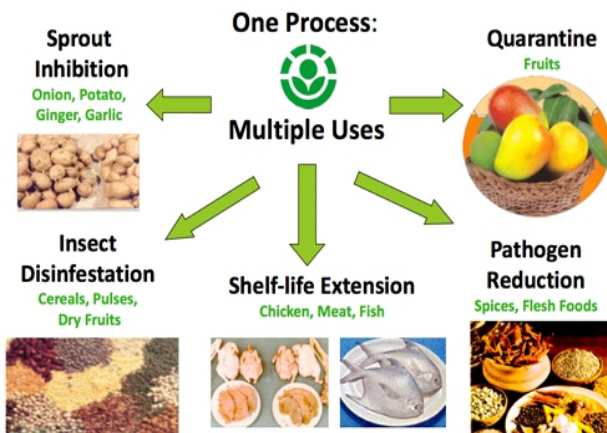 One Process:
Multiple Uses
Sprout
Inhibition
Onion, Potato,
Ginger, Garlic
Quarantine
Fruits
Insect
Disinfestation
Cereals, Pulses,
Dry Fruits
Shelf-life Extension
Chicken, Meat, Fish
Pathogen
Reduction
Spices, Flesh Foods